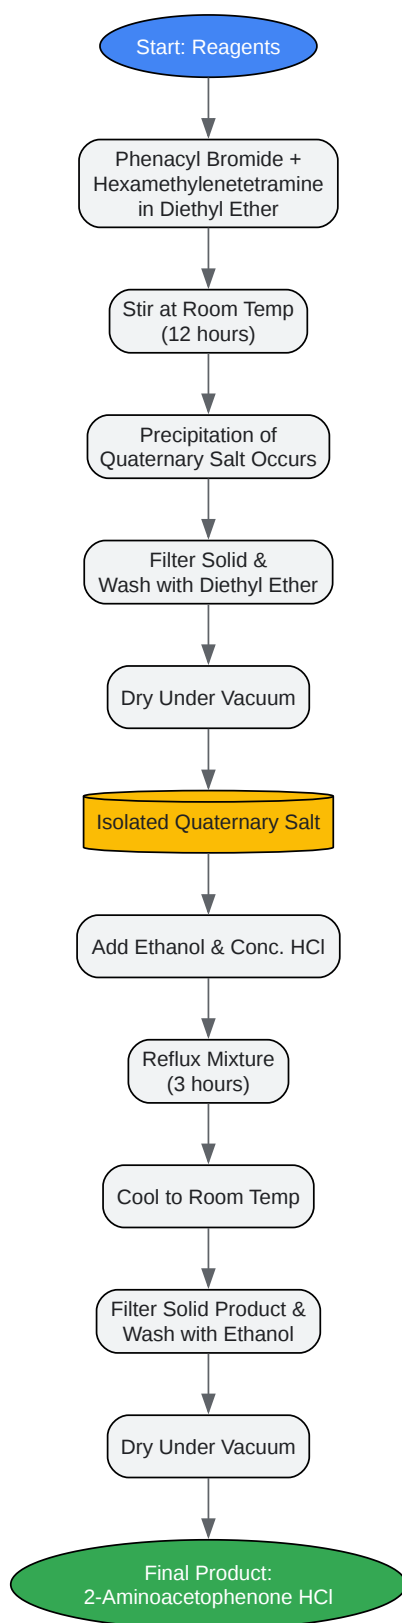 Start: Reagents
Phenacyl Bromide +
Hexamethylenetetramine
in Diethyl Ether
Stir at Room Temp
(12 hours)
Precipitation of
Quaternary Salt Occurs
Filter Solid &
Wash with Diethyl Ether
Dry Under Vacuum
Isolated Quaternary Salt
Add Ethanol & Conc. HCl
Reflux Mixture
(3 hours)
Cool to Room Temp
Filter Solid Product &
Wash with Ethanol
Dry Under Vacuum
Final Product:
2-Aminoacetophenone HCl